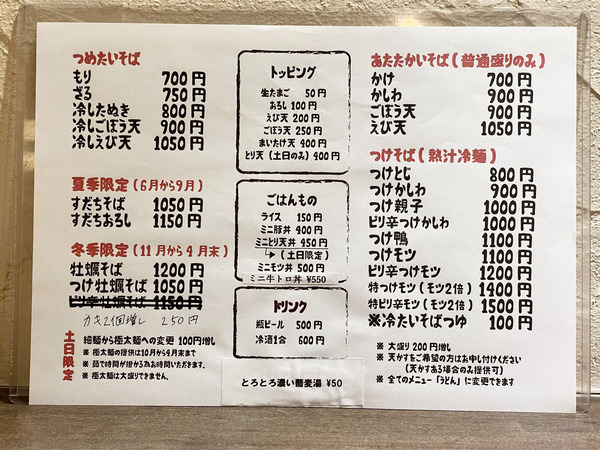 つめたいそば
もり 700円
ざる 750円
冷したぬき 800円
冷しごぼう天 900円
冷しえび天 1050円
夏季限定（6月から9月）
すだちそば 1050円
すだちおろし 1150円
冬季限定（11月から4月末）
牡蠣そば 1200円
つけ牡蠣そば 1050円
ピリ辛牡蠣そば 1150円
カキ2個増し 250円
土日限定
細麺から極太麺への変更 100円増し
※ 極太麺の提供は10月から4月末まで
※ 茹で時間が掛かる為お時間いただきます。
※ 極太麺は大盛りできません。
トッピング
生たまご 50円
おろし 100円
えび天 200円
ごぼう天 250円
まいたけ天 400円
とり天（土日のみ）400円
ごはんもの
ライス 150円
ミニ豚丼 400円
ミニとり天丼 450円
↳（土日限定）
ミニモツ丼 500円
ミニ牛トロ丼 ¥550
ドリンク
瓶ビール 500円
冷酒1合 600円
とろとろ濃い蕎麦湯 ¥50
あたたかいそば（普通盛りのみ）
かけ 700円
かしわ 900円
ごぼう天 900円
えび天 1050円
つけそば（熱汁冷麺）
つけとじ 800円
つけかしわ 900円
つけ親子 1000円
ピリ辛つけかしわ 1000円
つけ鴨 1100円
つけモツ 1100円
ピリ辛つけモツ 1200円
特つけモツ（モツ2倍）1400円
特ピリ辛モツ（モツ2倍）1500円
※冷たいそばつゆ 100円
※ 大盛り 200円増し
※ 天かすをご希望の方はお申し付けください
（天かすある場合のみ提供可）
※ 全てのメニュー「うどん」に変更できます